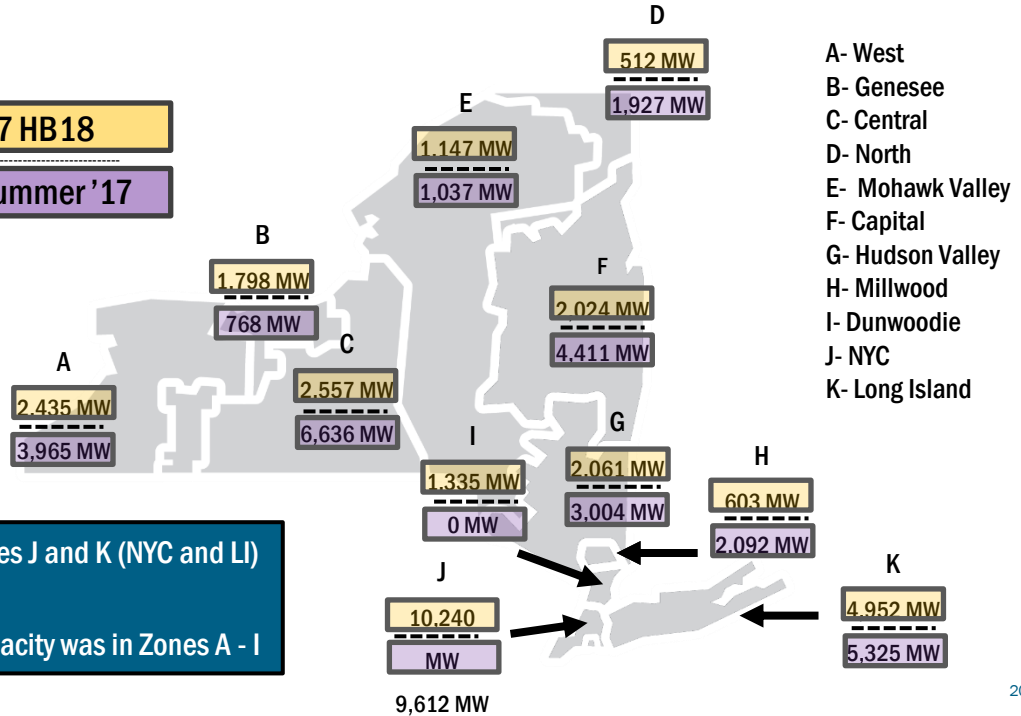 D
512 MW
1,927 MW
A- West
B- Genesee
C- Central
D- North
E- Mohawk Valley
F- Capital
G- Hudson Valley
H- Millwood
I- Dunwoodie
J- NYC
K- Long Island
7 HB18
ummer ’17
E
1,147 MW
1,037 MW
B
1,798 MW
768 MW
F
2,024 MW
4,411 MW
C
2,557 MW
6,636 MW
A
2,435 MW
3,965 MW
I
1,335 MW
0 MW
G
2,061 MW
3,004 MW
H
603 MW
2,092 MW
es J and K (NYC and LI)
acity was in Zones A - I
J
10,240
MW
9,612 MW
K
4,952 MW
5,325 MW
20